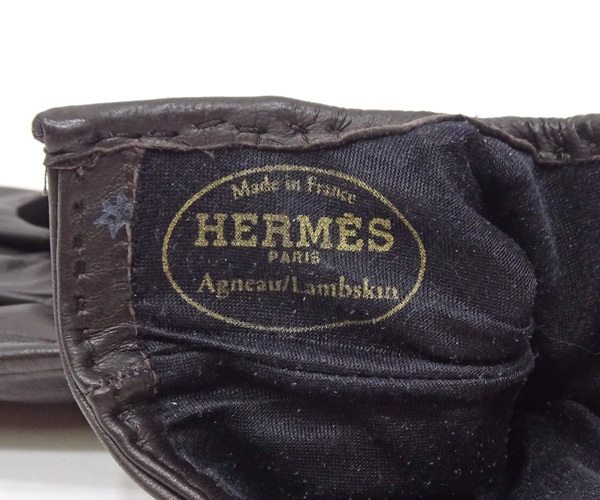 Made in France
HERMÈS
PARIS
Agneau/Lambskin